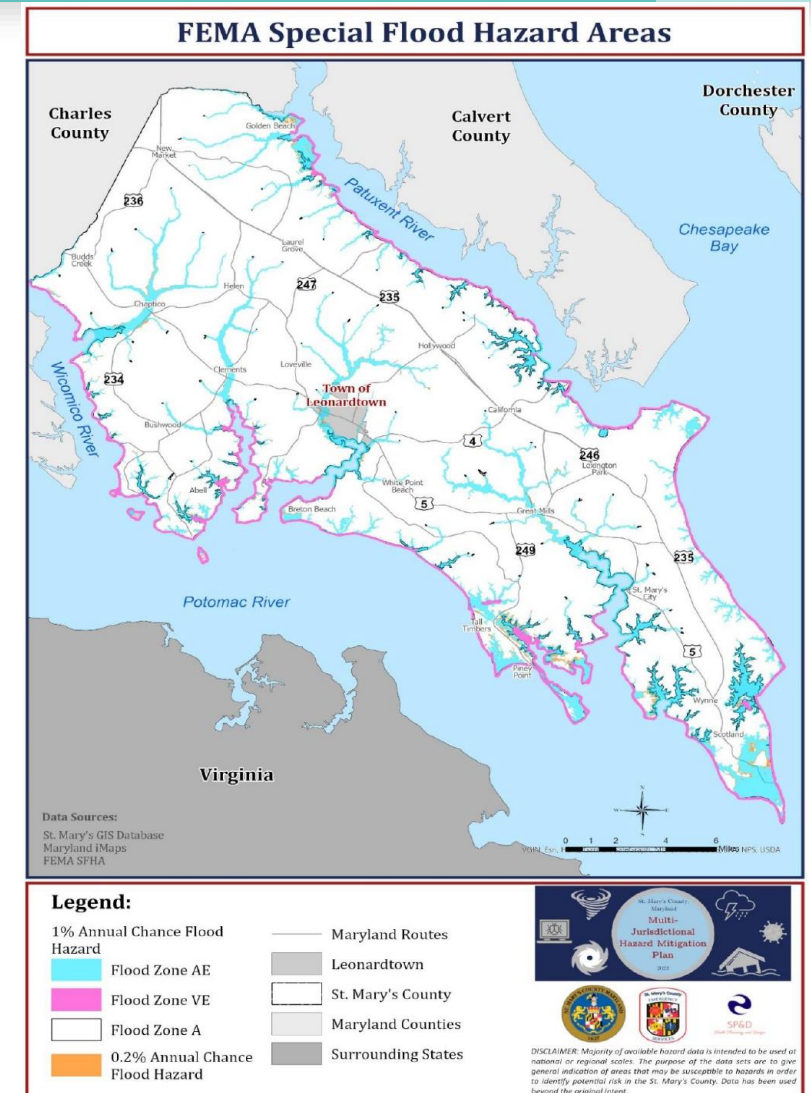 FEMA Special Flood Hazard Areas
Charles
County
Calvert
County
Dorchester
County
Golden Beach
New
Market
236
Patuxent River
Chesapeake
Bay
Budds
Creek
Laurel
Grove
Helen
247
235
Chaptico
Hollywood
Wicomico River
234
Clements
Loveville
Town of
Leonardtown
California
Bushwood
4
246
Lexington
Park
Abell
White Point
Beach
5
Breton Beach
Great Mills
249
235
St. Mary's
City
Potomac River
Tall
Timbers
5
Piney
Point
Wynne
Scotland
Virginia
Data Sources:
St. Mary's GIS Database
Maryland iMaps
FEMA SFHA
0 1 2 4 6
Miles
NPS, USDA
Legend:
1% Annual Chance Flood
Hazard
Flood Zone AE
Flood Zone VE
Flood Zone A
0.2% Annual Chance
Flood Hazard
Maryland Routes
Leonardtown
St. Mary's County
Maryland Counties
Surrounding States
St. Mary's County,
Maryland
Multi-
Jurisdictional
Hazard Mitigation
Plan
St. Mary's County
SP&D
DISCLAIMER: Majority of available hazard data is intended to be used at
national or regional scales. The purpose of the data sets are to give
general indication of areas that may be susceptible to hazards in order
to identify potential risk in the St. Mary's County. Data has been used
beyond the original intent.